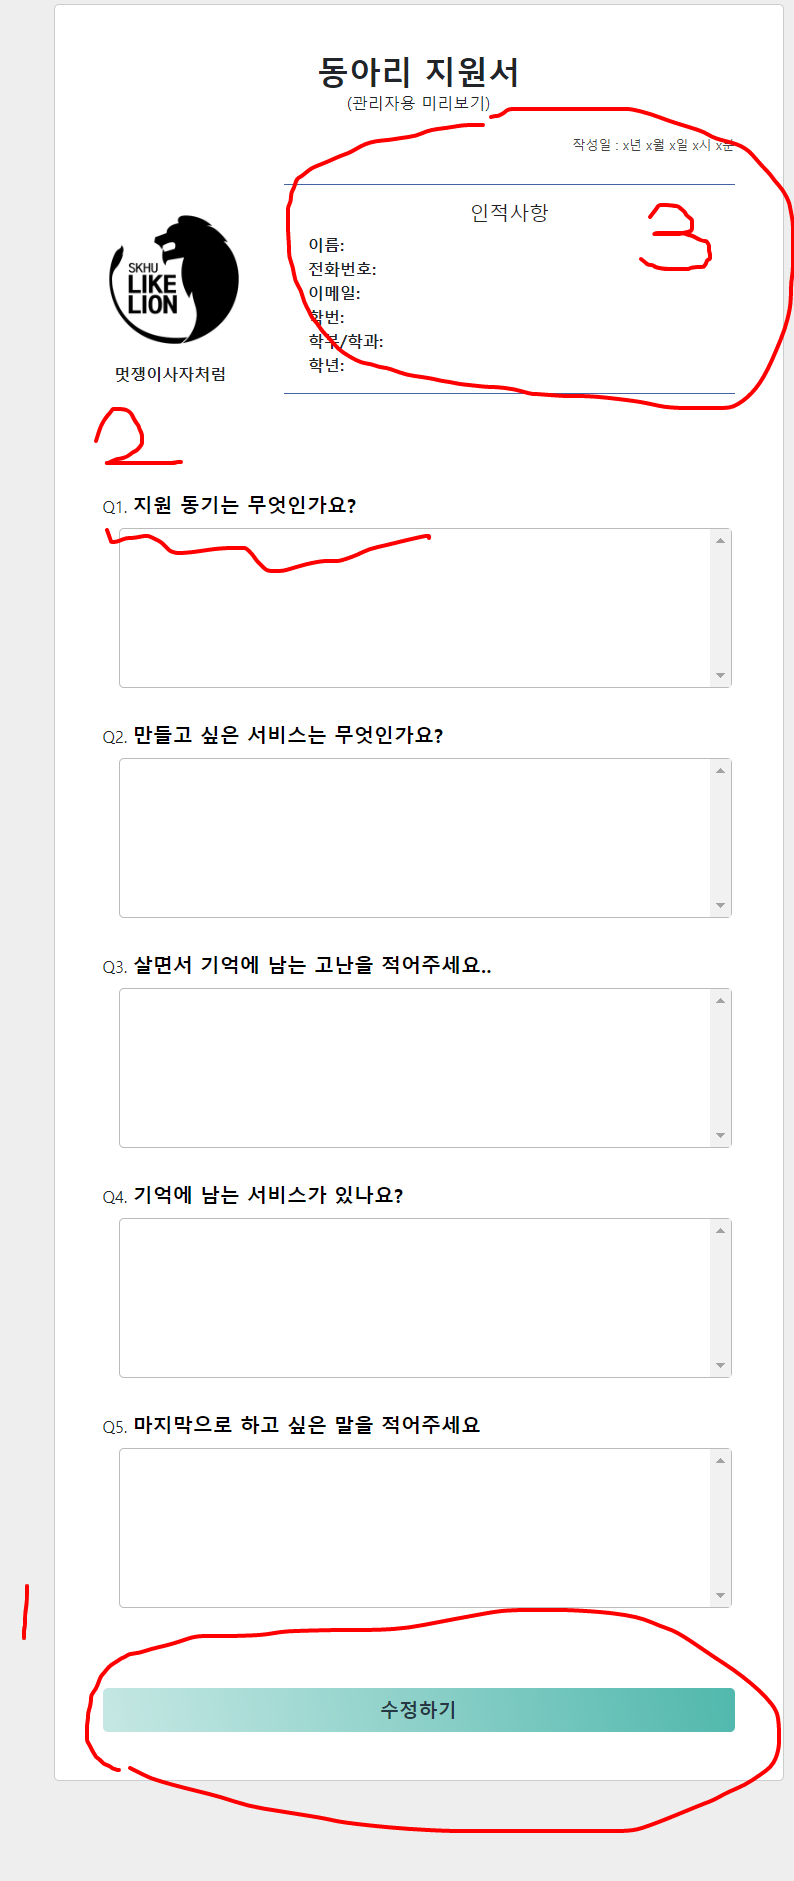 동아리 지원서
(관리자용 미리보기)
작성일 : x년 x월 x일 x시 x분
3
인적사항
이름:
전화번호:
이메일:
학번:
학부/학과:
학년:
SKHU
LIKE
LION
멋쟁이사자처럼
2
Q1. 지원 동기는 무엇인가요?
Q2. 만들고 싶은 서비스는 무엇인가요?
Q3. 살면서 기억에 남는 고난을 적어주세요..
Q4. 기억에 남는 서비스가 있나요?
Q5. 마지막으로 하고 싶은 말을 적어주세요
1
수정하기